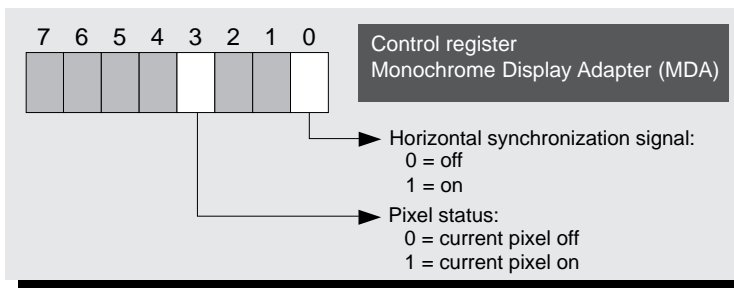 7 6 5 4 3 2 1 0
Control register
Monochrome Display Adapter (MDA)
Horizontal synchronization signal:
0 = off
1 = on
Pixel status:
0 = current pixel off
1 = current pixel on